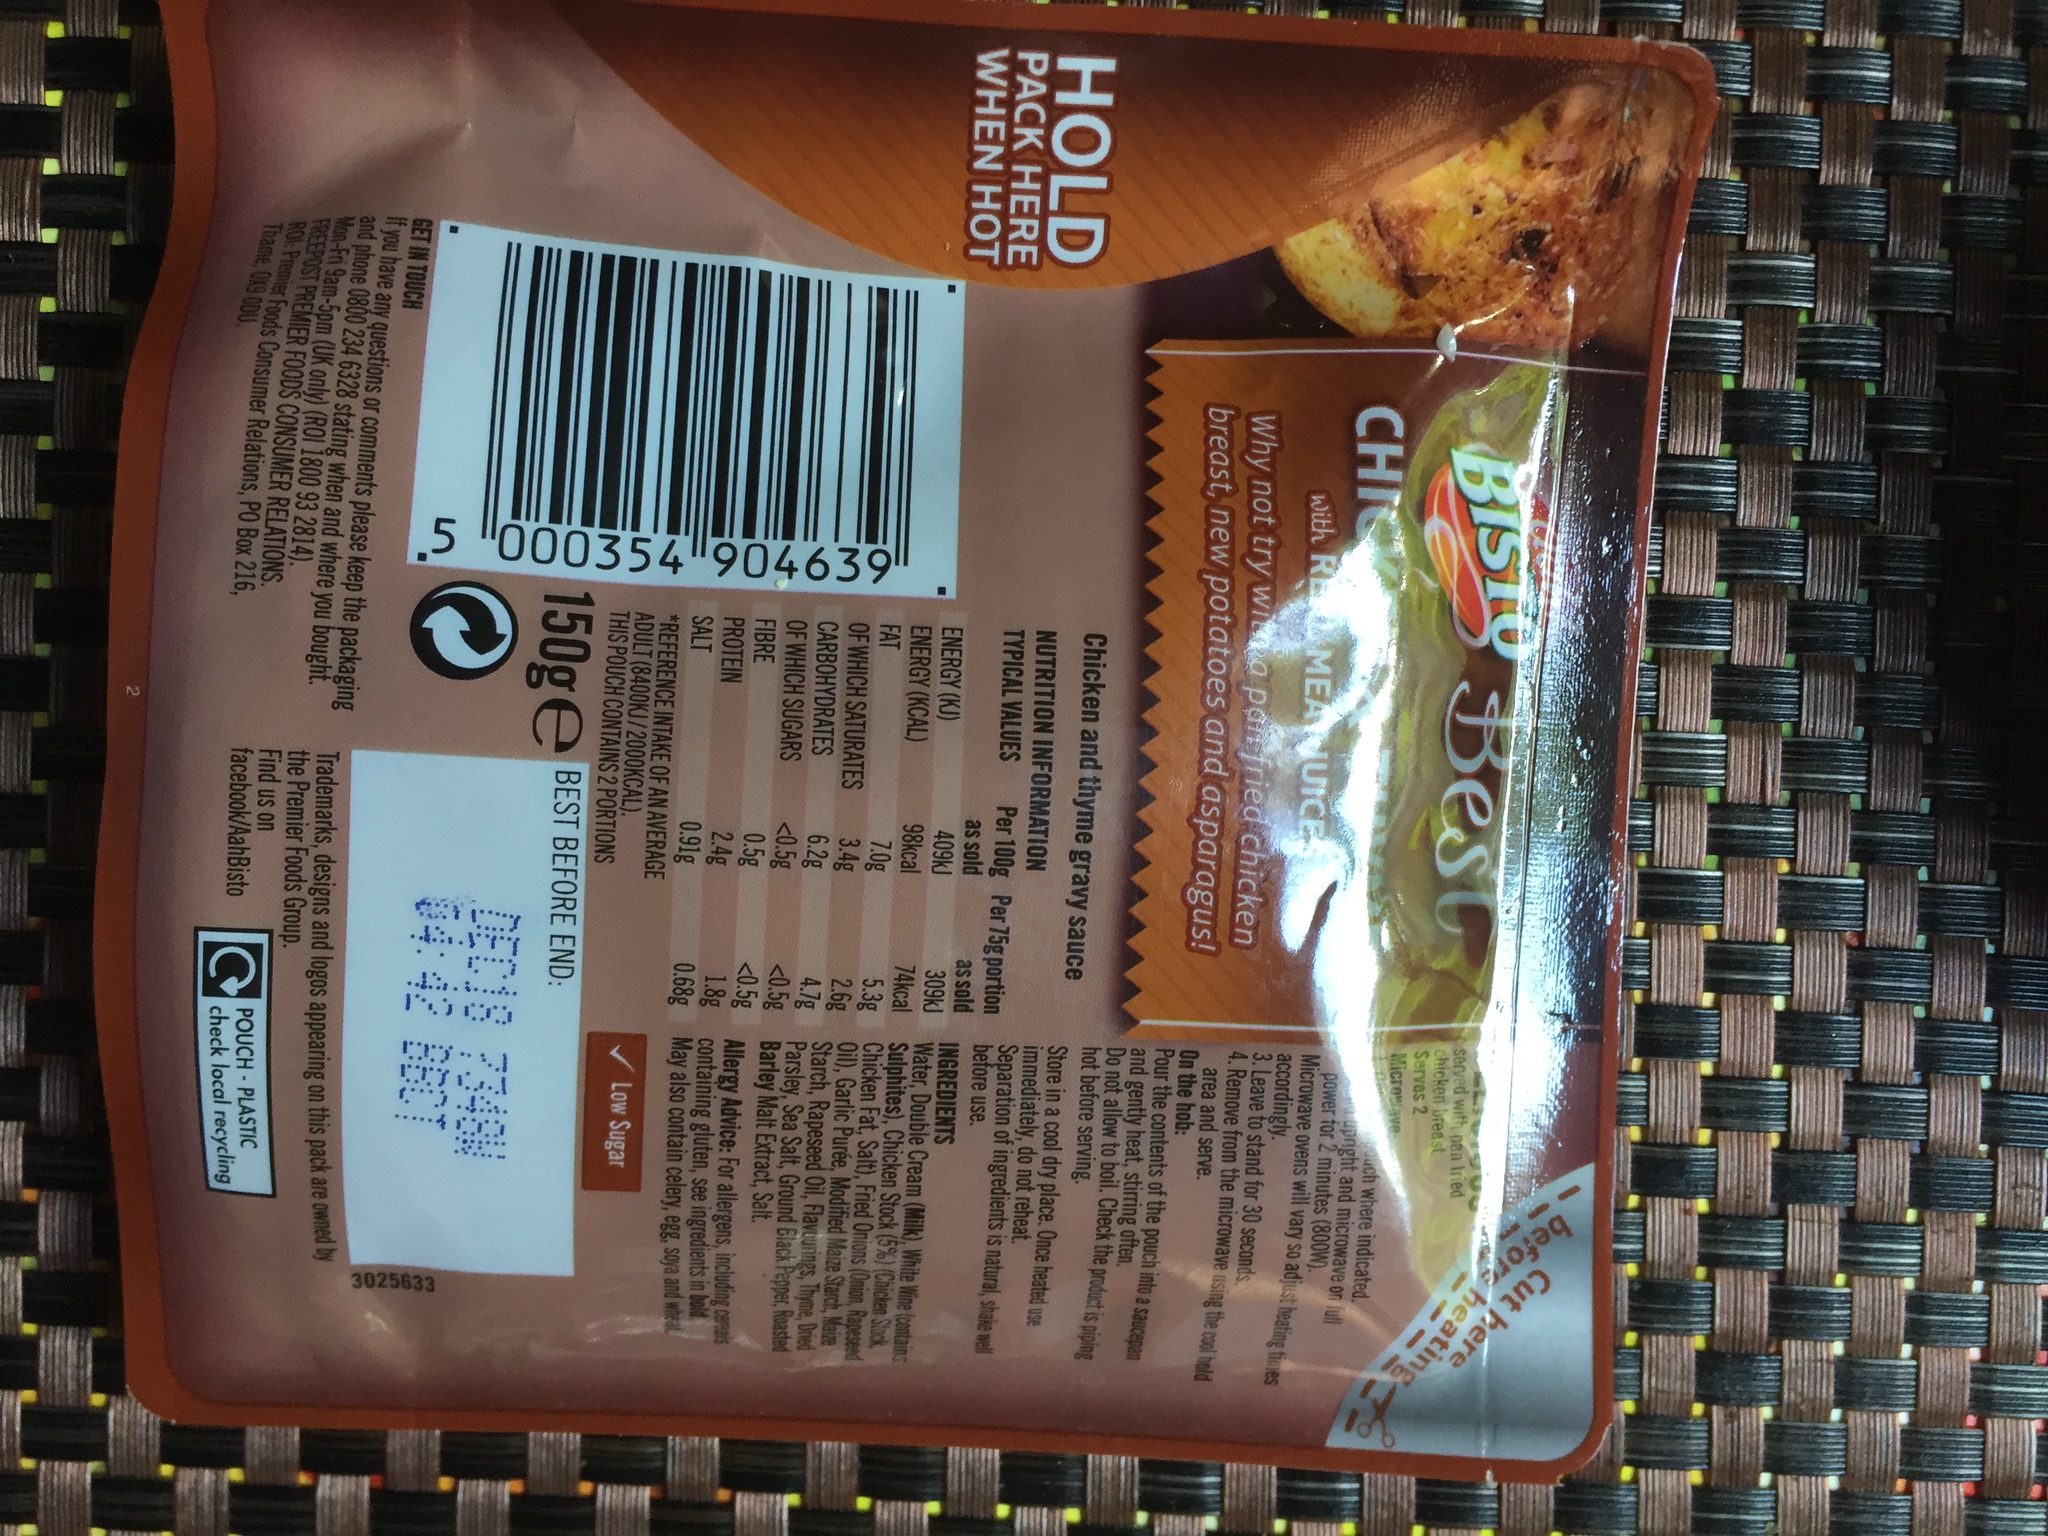 HOLD
PACK HERE
WHEN HOT
BISTO Best
with MEAT JUICES
Why not try with a pan fried chicken
breast, new potatoes and asparagus!
Chicken and thyme gravy sauce
NUTRITION INFORMATION
TYPICAL VALUES Per 100g as sold Per 75g portion as sold
ENERGY (KJ) 409kJ 309kJ
ENERGY (KCAL) 98kcal 74kcal
FAT 7.0g 5.3g
OF WHICH SATURATES 3.4g 2.6g
CARBOHYDRATES 6.2g 4.7g
OF WHICH SUGARS <0.5g <0.5g
FIBRE 0.5g <0.5g
PROTEIN 2.4g 1.8g
SALT 0.91g 0.68g
*REFERENCE INTAKE OF AN AVERAGE
ADULT (8400KJ/2000KCAL).
THIS POUCH CONTAINS 2 PORTIONS
served with pan fried
chicken breast
Serves 2
Microwave
where indicated.
upright and microwave on full
power for 2 minutes (800W).
Microwave ovens will vary so adjust heating times
accordingly.
3. Leave to stand for 30 seconds.
4. Remove from the microwave using the cool hold
area and serve.
On the hob:
Pour the contents of the pouch into a saucepan
and gently heat, stirring often.
Do not allow to boil. Check the product is piping
hot before serving.
Store in a cool dry place. Once heated use
immediately, do not reheat.
Separation of ingredients is natural, shake well
before use.
INGREDIENTS
Water, Double Cream (Milk), White Wine (contains
Sulphites), Chicken Stock (5%) (Chicken Stock,
Chicken Fat, Salt), Fried Onions (Onion, Rapeseed
Oil), Garlic Purée, Modified Maize Starch, Maize
Starch, Rapeseed Oil, Flavourings, Thyme, Dried
Parsley, Sea Salt, Ground Black Pepper, Roasted
Barley Malt Extract, Salt.
Allergy Advice: For allergens, including cereals
containing gluten, see ingredients in bold.
May also contain celery, egg, soya and wheat.
✓ Low Sugar
Cut here
before heating
5 000354 904639
150g e
BEST BEFORE END:
DEC18
3025633
GET IN TOUCH
If you have any questions or comments please keep the packaging
and phone 0800 234 6328 stating when and where you bought.
Mon-Fri 9am-5pm (UK only) (ROI 1800 93 2814).
FREEPOST PREMIER FOODS CONSUMER RELATIONS.
ROI: Premier Foods Consumer Relations, PO Box 216,
Thame, OX9 0BU.
Trademarks, designs and logos appearing on this pack are owned by
the Premier Foods Group.
Find us on
facebook/AahBisto
POUCH - PLASTIC
check local recycling
2